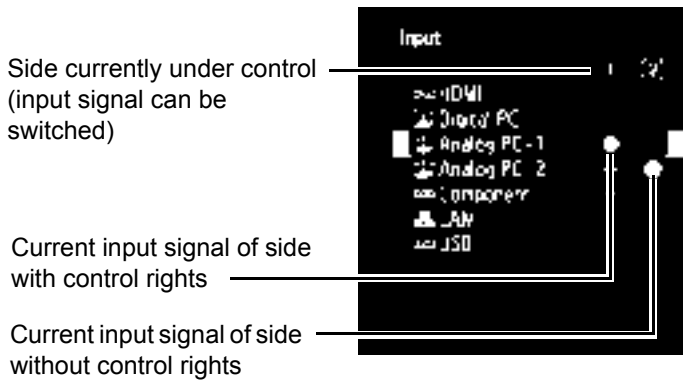 Input
Side currently under control
(input signal can be
switched)
HDMI
Digital PC
Analog PC-1
Analog PC-2
Component
LAN
USB
Current input signal of side
with control rights
Current input signal of side
without control rights